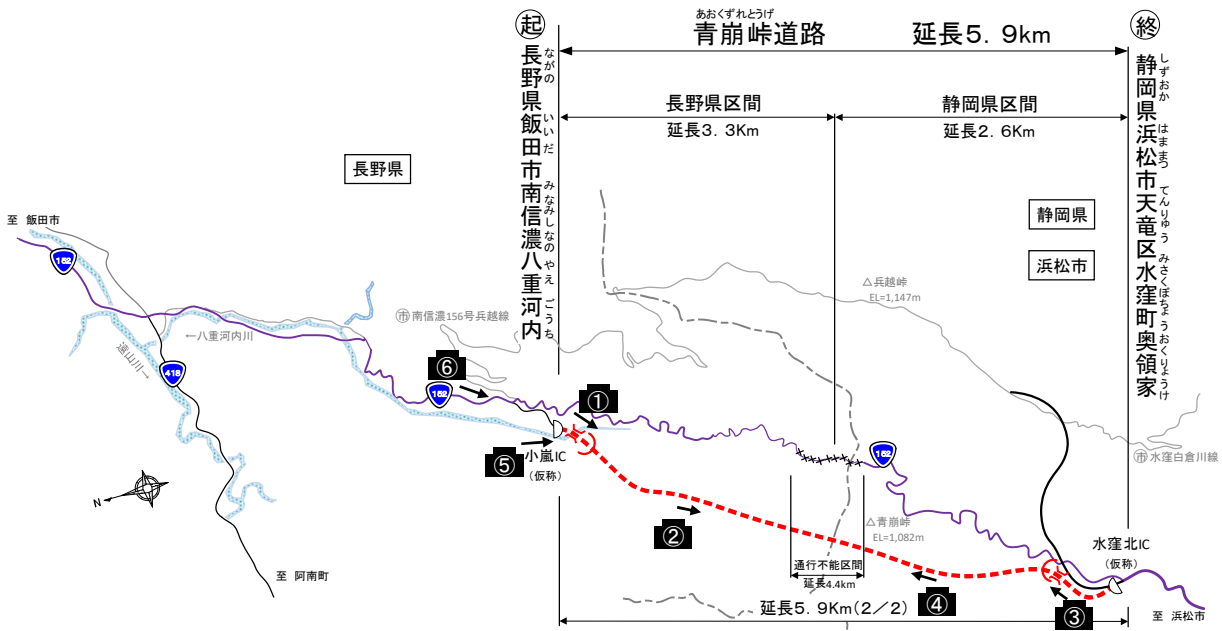 あおくずれとうげ
青崩峠道路 延長5.9km
起
長野県飯田市南信濃八重河内
ながの いいだ みなみしなの やえ ごうち
終
静岡県浜松市天竜区水窪町奥領家
しずおか はままつ てんりゅう みさくぼちょうおくりょうけ
長野県区間
延長3.3Km
静岡県区間
延長2.6Km
長野県
静岡県
浜松市
至 飯田市
152
△兵越峠
EL=1,147m
市南信濃156号兵越線
←八重河内川
遠山川→
418
⑥
152
①
⑤
小嵐IC
(仮称)
152
市水窪白倉川線
N
②
△青崩峠
EL=1,082m
水窪北IC
(仮称)
通行不能区間
延長4.4km
④
③
至 阿南町
延長5.9Km(2/2)
至 浜松市